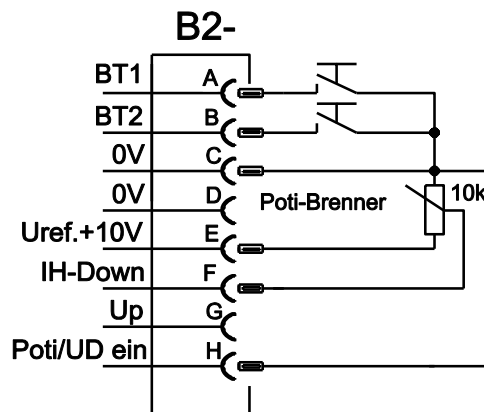 B2-
BT1 A
BT2 B
0V C
0V D Poti-Brenner 10k
Uref.+10V E
IH-Down F
Up G
Poti/UD ein H